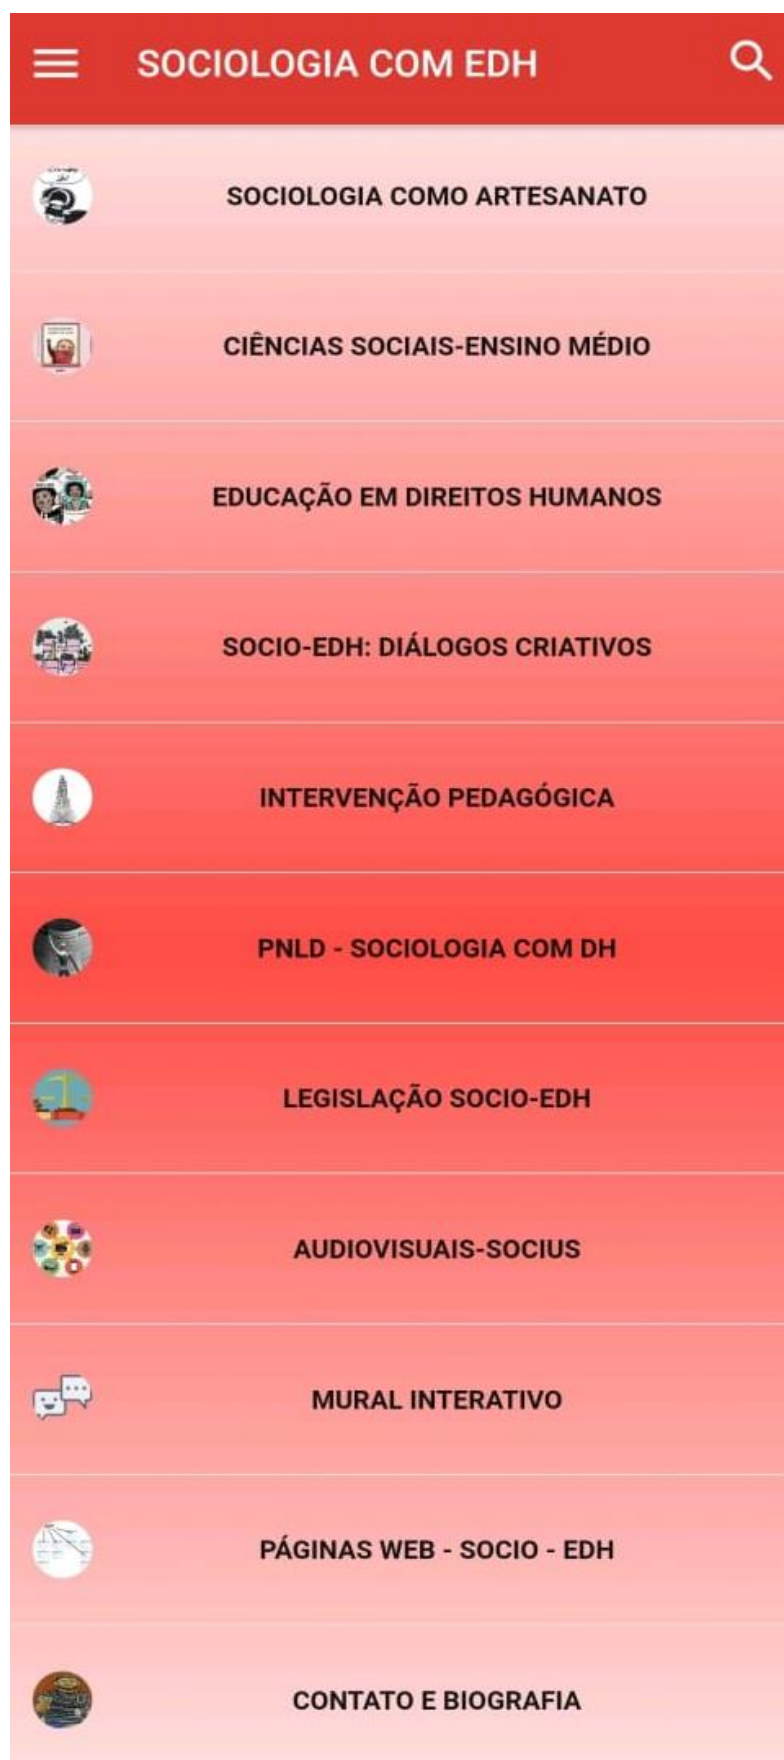 SOCIOLOGIA COM EDH
SOCIOLOGIA COMO ARTESANATO
CIÊNCIAS SOCIAIS-ENSINO MÉDIO
EDUCAÇÃO EM DIREITOS HUMANOS
SOCIO-EDH: DIÁLOGOS CRIATIVOS
INTERVENÇÃO PEDAGÓGICA
PNLD - SOCIOLOGIA COM DH
LEGISLAÇÃO SOCIO-EDH
AUDIOVISUAIS-SOCIUS
MURAL INTERATIVO
PÁGINAS WEB - SOCIO - EDH
CONTATO E BIOGRAFIA